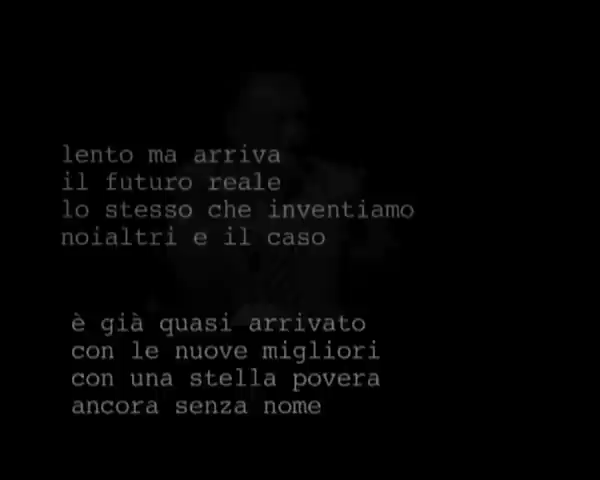 lento ma arriva
il futuro reale
lo stesso che inventiamo
noialtri e il caso
è già quasi arrivato
con le nuove migliori
con una stella povera
ancora senza nome